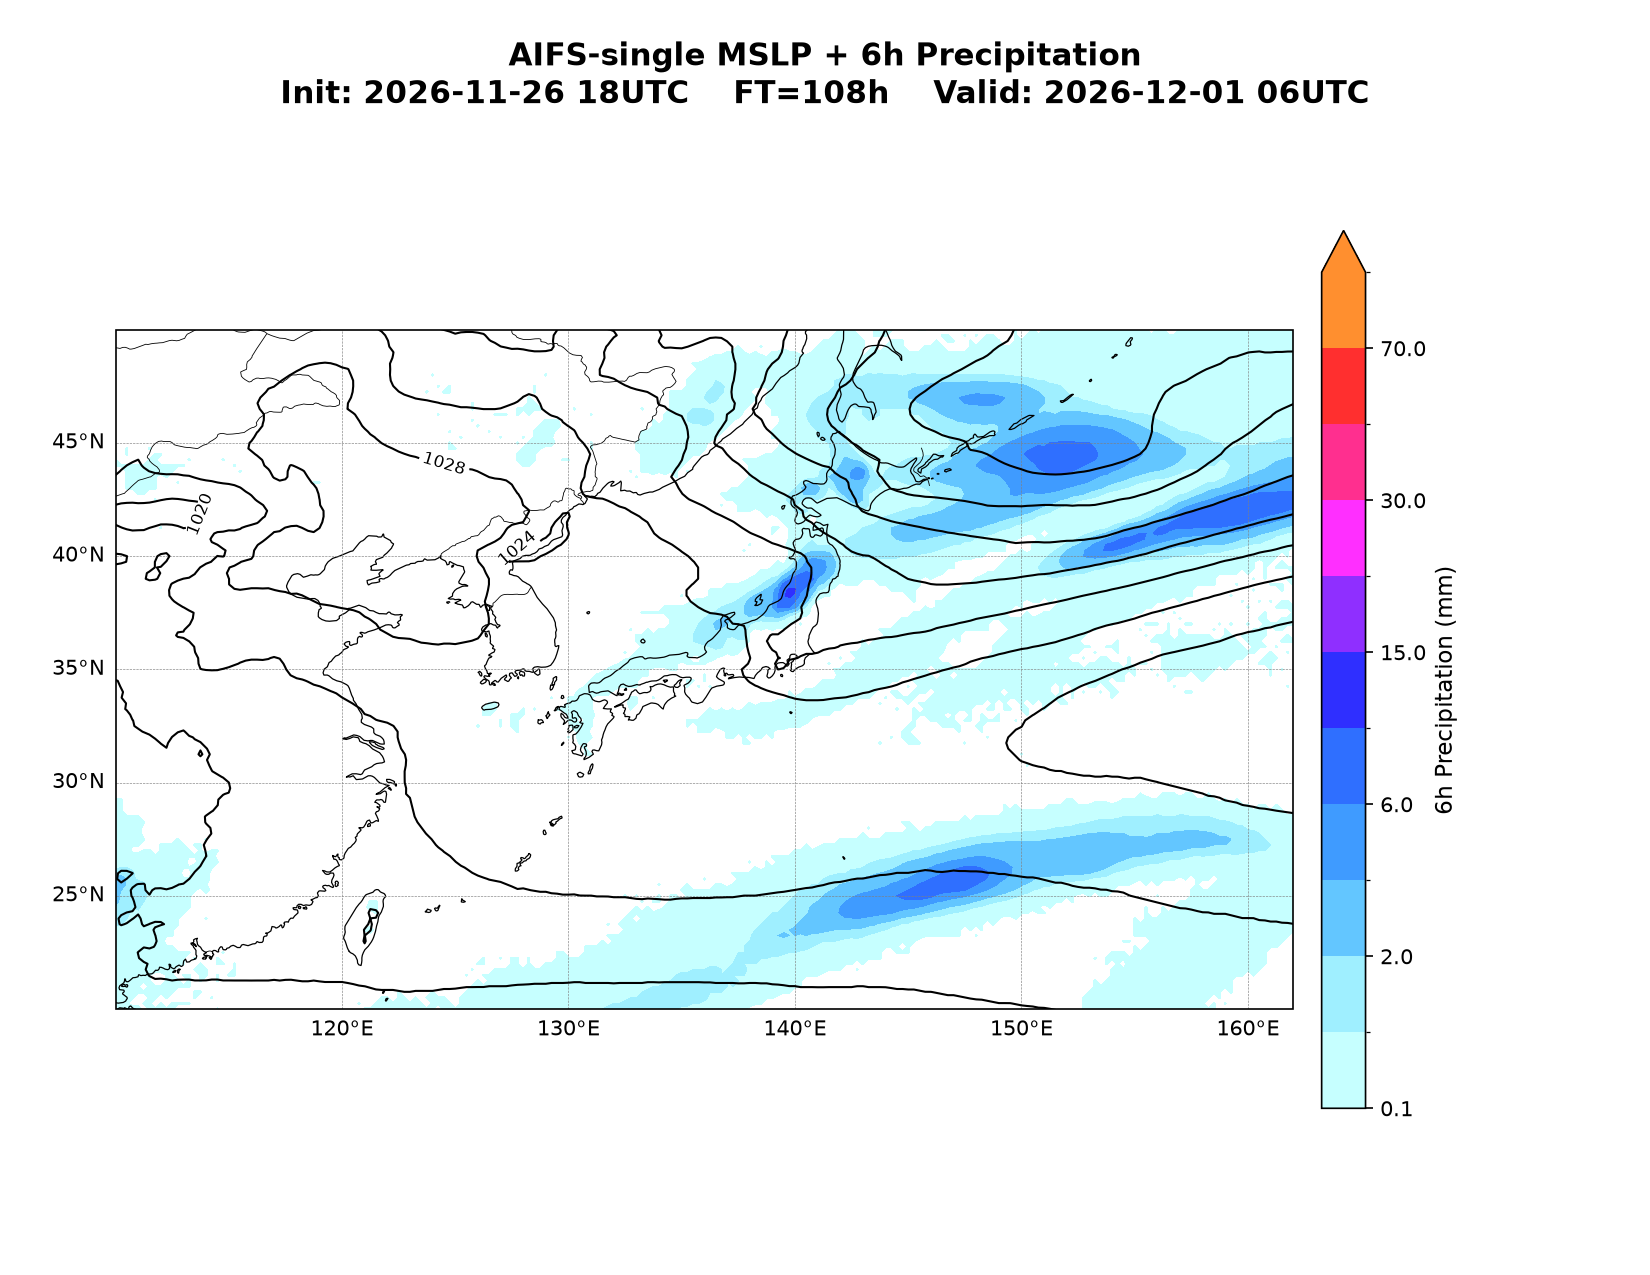 AIFS-single MSLP + 6h Precipitation
Init: 2026-11-26 18UTC    FT=108h    Valid: 2026-12-01 06UTC
70.0
45°N
1028
1020
30.0
40°N
1024
15.0
35°N
6h Precipitation (mm)
30°N
6.0
25°N
2.0
120°E
130°E
140°E
150°E
160°E
0.1